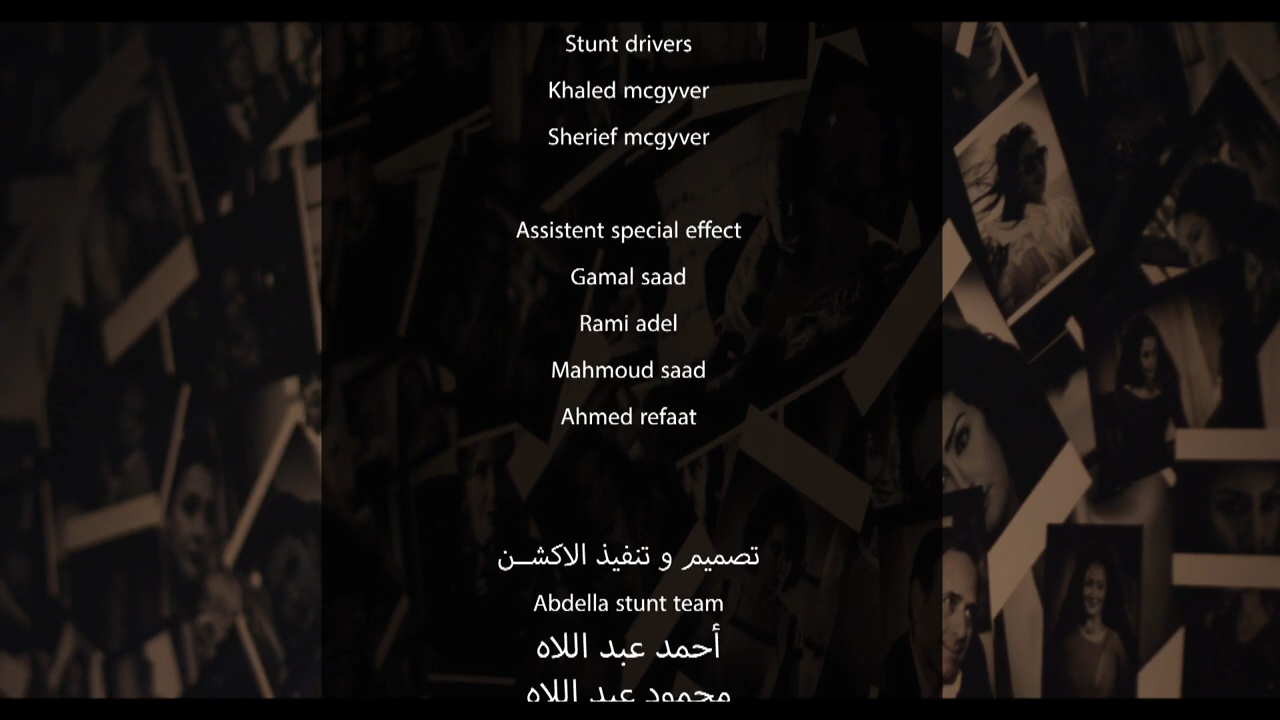 Stunt drivers
Khaled mcgyver
Sherief mcgyver
Assistent special effect
Gamal saad
Rami adel
Mahmoud saad
Ahmed refaat
تصميم و تنفيذ الاكشــن
Abdella stunt team
أحمد عبد اللاه
محمود عبد اللاه